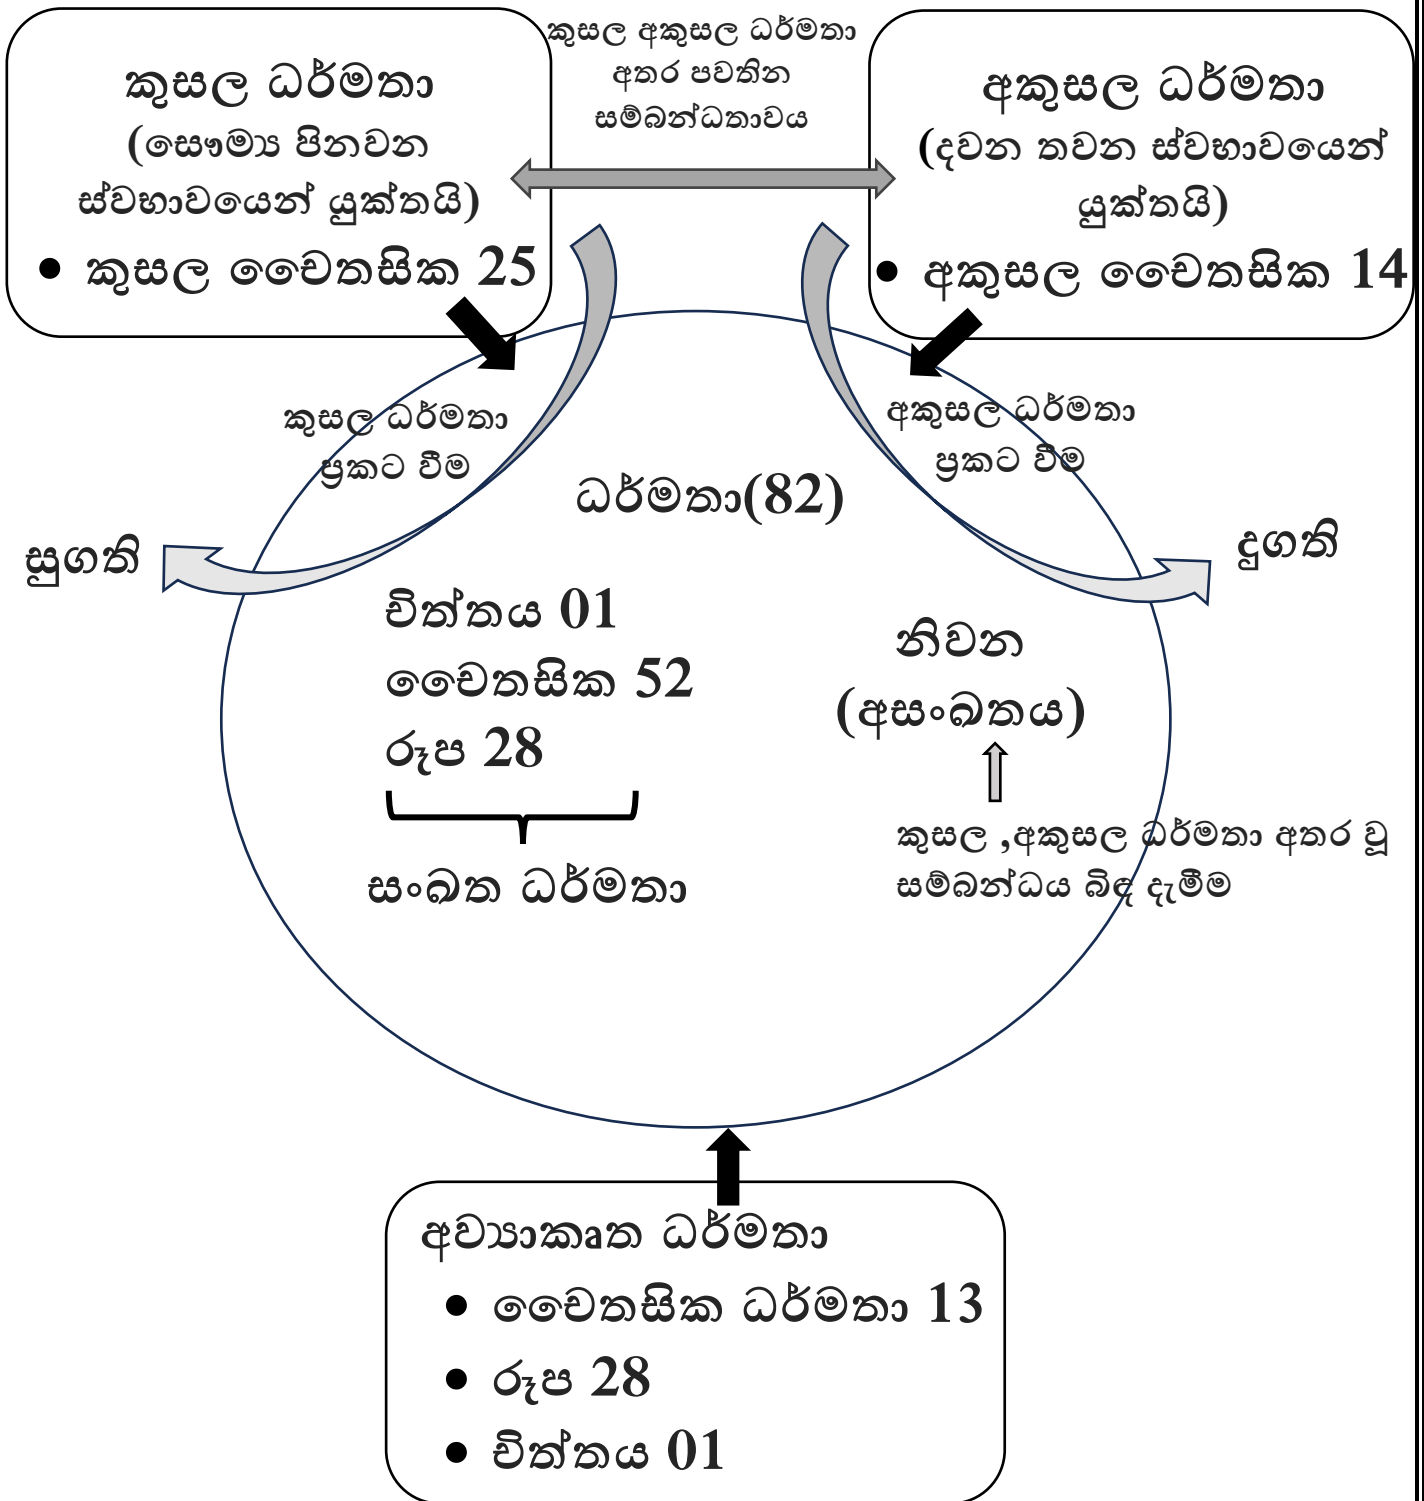 කුසල ධර්මතා
(සෞම්‍ය පිනවන
ස්වභාවයෙන් යුක්තයි)
• කුසල චෛතසික 25
කුසල අකුසල ධර්මතා
අතර පවතින
සම්බන්ධතාවය
අකුසල ධර්මතා
(දවන තවන ස්වභාවයෙන්
යුක්තයි)
• අකුසල චෛතසික 14
කුසල ධර්මතා
ප්‍රකට වීම
අකුසල ධර්මතා
ප්‍රකට වීම
සුගති
ධර්මතා(82)
දුගති
චිත්තය 01
චෛතසික 52
රූප 28
සංඛත ධර්මතා
නිවන
(අසංඛතය)
කුසල ,අකුසල ධර්මතා අතර වූ
සම්බන්ධය බිඳ දැමීම
අව්‍යාකෘත ධර්මතා
• චෛතසික ධර්මතා 13
• රූප 28
• චිත්තය 01